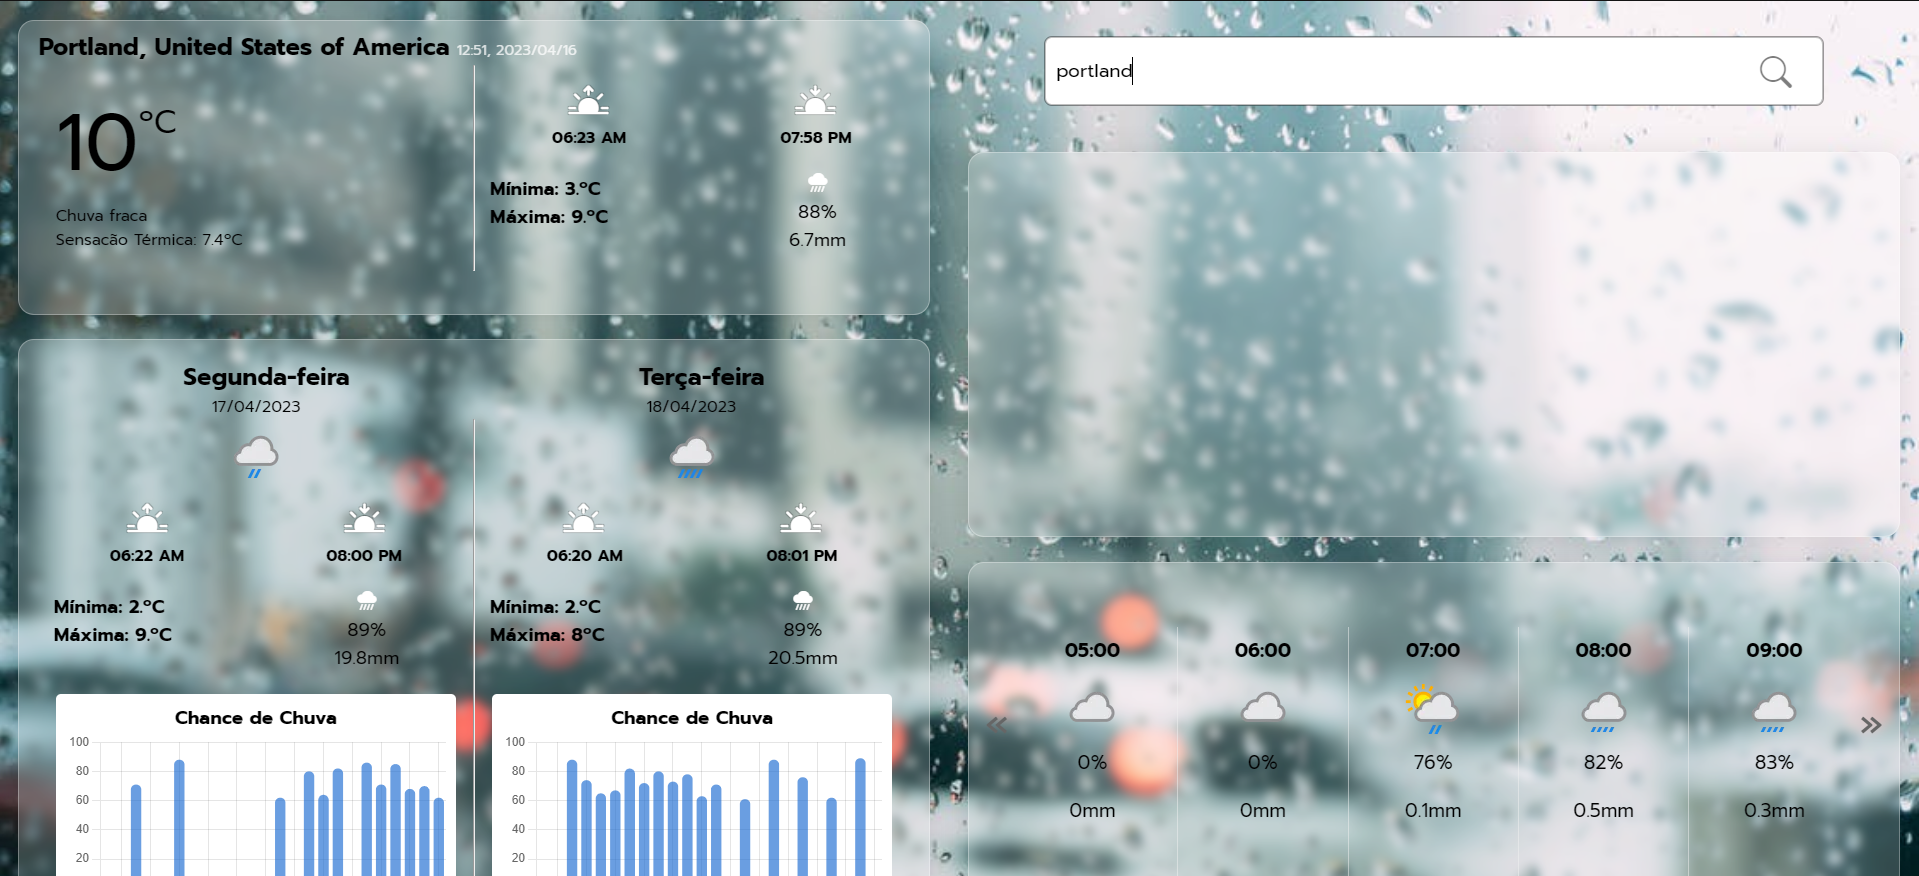 Portland, United States of America 12:51, 2023/04/16
10 °C
Chuva fraca
Sensacão Térmica: 7.4°C
06:23 AM
07:58 PM
Mínima: 3.°C
Máxima: 9.°C
88%
6.7mm
portland
Segunda-feira
17/04/2023
06:22 AM
08:00 PM
Mínima: 2.°C
Máxima: 9.°C
89%
19.8mm
Chance de Chuva
100
80
60
40
20
Terça-feira
18/04/2023
06:20 AM
08:01 PM
Mínima: 2.°C
Máxima: 8°C
89%
20.5mm
Chance de Chuva
100
80
60
40
20
05:00
0%
0mm
06:00
0%
0mm
07:00
76%
0.1mm
08:00
82%
0.5mm
09:00
83%
0.3mm